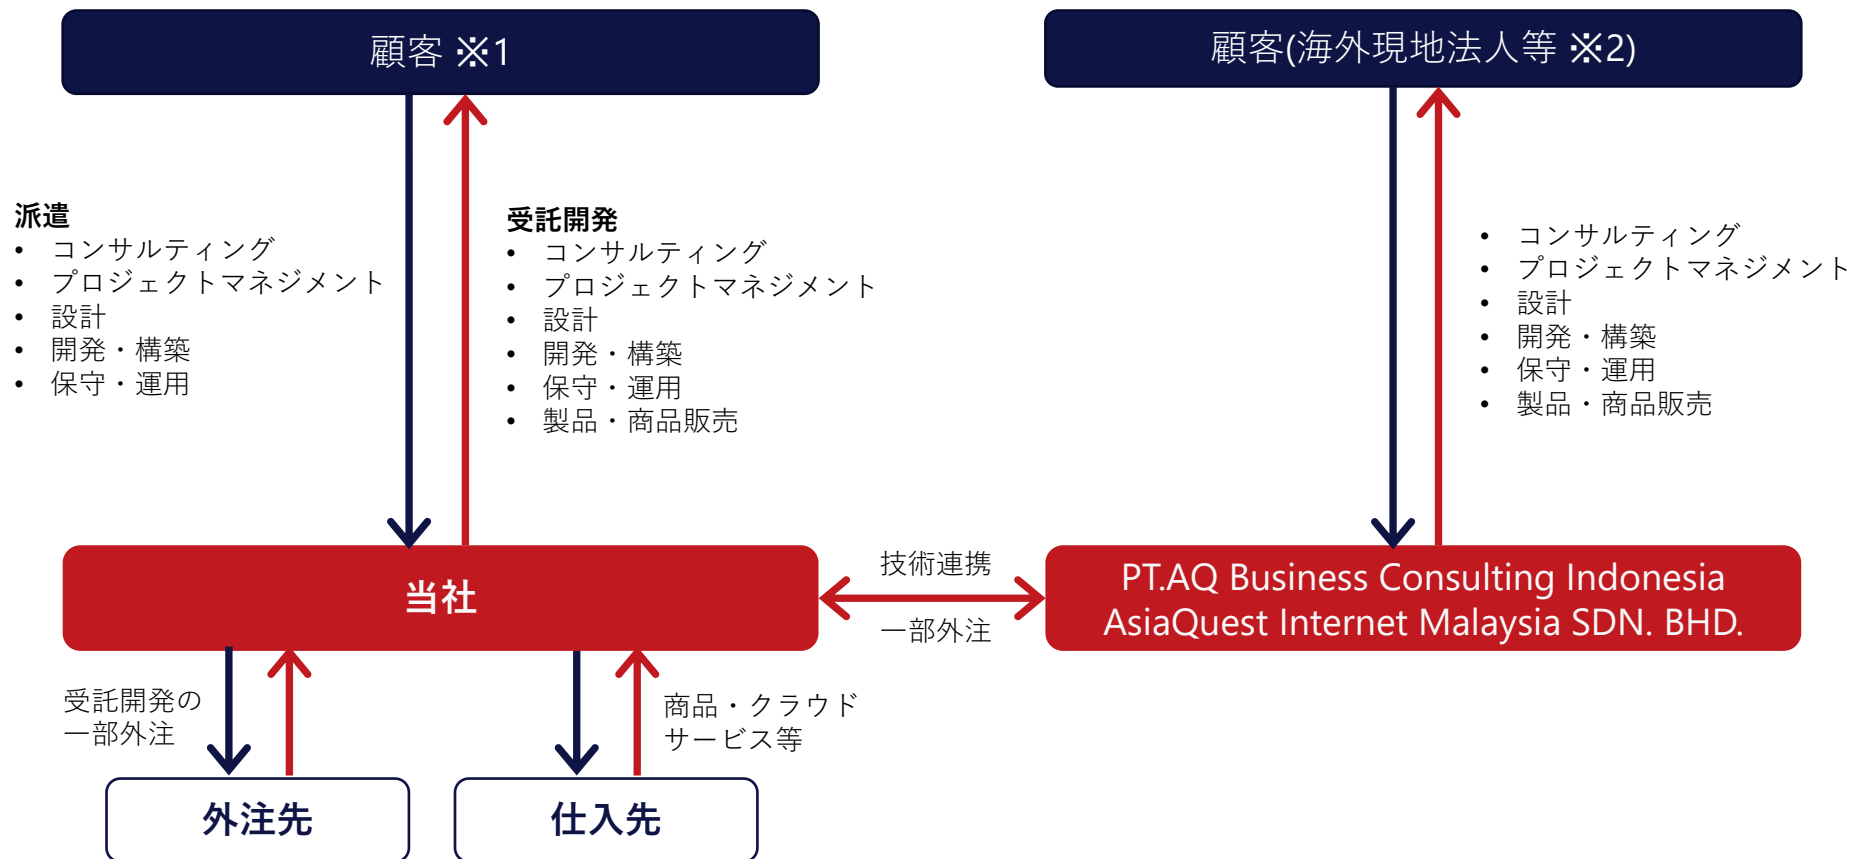 顧客 ※1
顧客(海外現地法人等 ※2)
派遣
• コンサルティング
• プロジェクトマネジメント
• 設計
• 開発・構築
• 保守・運用
受託開発
• コンサルティング
• プロジェクトマネジメント
• 設計
• 開発・構築
• 保守・運用
• 製品・商品販売
• コンサルティング
• プロジェクトマネジメント
• 設計
• 開発・構築
• 保守・運用
• 製品・商品販売
当社
技術連携
一部外注
PT.AQ Business Consulting Indonesia
AsiaQuest Internet Malaysia SDN. BHD.
受託開発の
一部外注
商品・クラウド
サービス等
外注先
仕入先